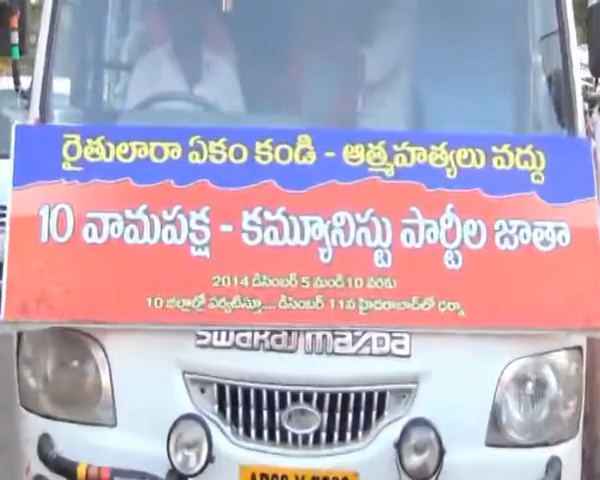 రైతులారా ఏకం కండి - ఆత్మహత్యలు వద్దు
10 వామపక్ష - కమ్యూనిస్టు పార్టీల జాతా
2014 డిసెంబర్ 5 నుండి 10 వరకు
10 జిల్లాల్లో పర్యటిస్తూ... డిసెంబర్ 11న హైదరాబాద్‌లో ధర్నా
swaraj mazda